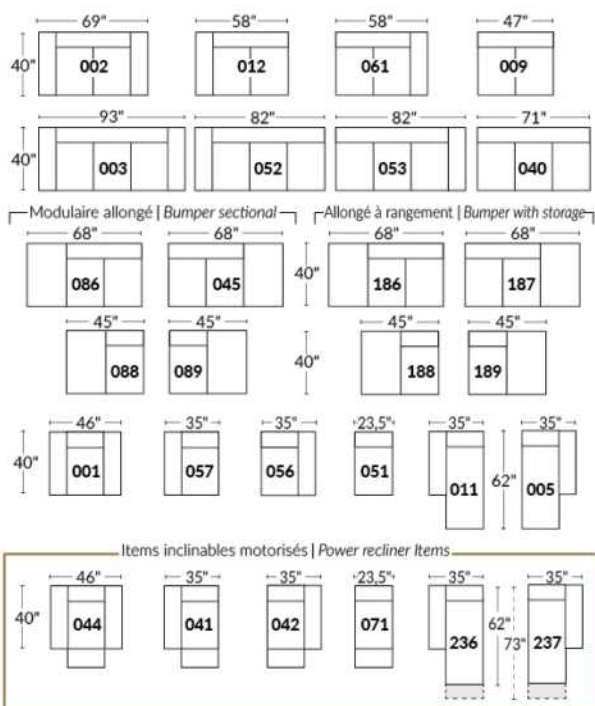 69" 58" 58" 47"
40" 002 012 061 009
93" 82" 82" 71"
40" 003 052 053 040
Modulaire allongé | Bumper sectional Allongé à rangement | Bumper with storage
68" 68" 68" 68"
086 045 40" 186 187
45" 45" 45" 45"
088 089 40" 188 189
46" 35" 35" 23,5" 35" 35"
40" 001 057 056 051 011 62" 005
Items inclinables motorisés | Power recliner Items
46" 35" 35" 23,5" 35" 35"
40" 044 041 042 071 236 62" 73" 237